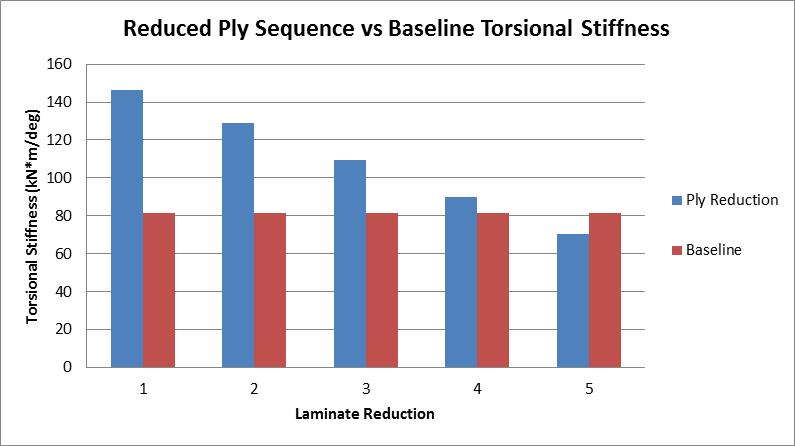 Reduced Ply Sequence vs Baseline Torsional Stiffness
Torsional Stiffness (kN*m/deg)
160
140
120
100
80
60
40
20
0
1 2 3 4 5
Laminate Reduction
Ply Reduction
Baseline